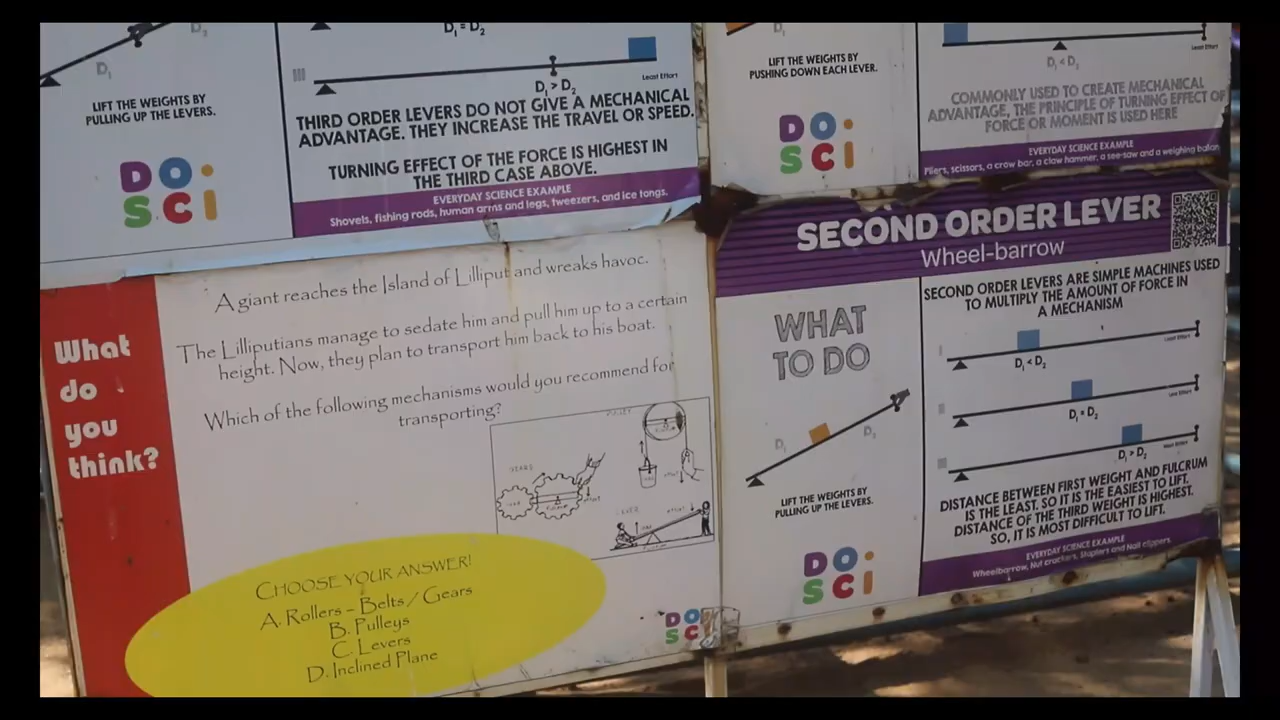 D₂
D₁
LIFT THE WEIGHTS BY
PULLING UP THE LEVERS.
DO
SCI
D₁ = D₂
III
Least Effort
D₁ > D₂
THIRD ORDER LEVERS DO NOT GIVE A MECHANICAL
ADVANTAGE. THEY INCREASE THE TRAVEL OR SPEED.
TURNING EFFECT OF THE FORCE IS HIGHEST IN
THE THIRD CASE ABOVE.
EVERYDAY SCIENCE EXAMPLE
Shovels, fishing rods, human arms and legs, tweezers, and ice tongs.
D₁
LIFT THE WEIGHTS BY
PUSHING DOWN EACH LEVER.
DO
SCI
Least Effort
D₁ < D₂
COMMONLY USED TO CREATE MECHANICAL
ADVANTAGE, THE PRINCIPLE OF TURNING EFFECT OF
FORCE OR MOMENT IS USED HERE
EVERYDAY SCIENCE EXAMPLE
Pliers, scissors, a crow bar, a claw hammer, a see-saw and a weighing balan
What
do
you
think?
A giant reaches the Island of Lilliput and wreaks havoc.
The Lilliputians manage to sedate him and pull him up to a certain
height. Now, they plan to transport him back to his boat.
Which of the following mechanisms would you recommend for
transporting?
PULLEY
GEARS
LEVER
CHOOSE YOUR ANSWER!
A. Rollers – Belts / Gears
B. Pulleys
C. Levers
D. Inclined Plane
DO
SC
SECOND ORDER LEVER
Wheel-barrow
WHAT
TO DO
D₁
D₂
LIFT THE WEIGHTS BY
PULLING UP THE LEVERS.
DO
SCI
SECOND ORDER LEVERS ARE SIMPLE MACHINES USED
TO MULTIPLY THE AMOUNT OF FORCE IN
A MECHANISM
I
Least Effort
D₁ < D₂
II
Less Effort
D₁ = D₂
III
Most Effort
D₁ > D₂
DISTANCE BETWEEN FIRST WEIGHT AND FULCRUM
IS THE LEAST. SO IT IS THE EASIEST TO LIFT.
DISTANCE OF THE THIRD WEIGHT IS HIGHEST.
SO, IT IS MOST DIFFICULT TO LIFT.
EVERYDAY SCIENCE EXAMPLE
Wheelbarrow, Nut crackers, Staplers and Nail clippers.